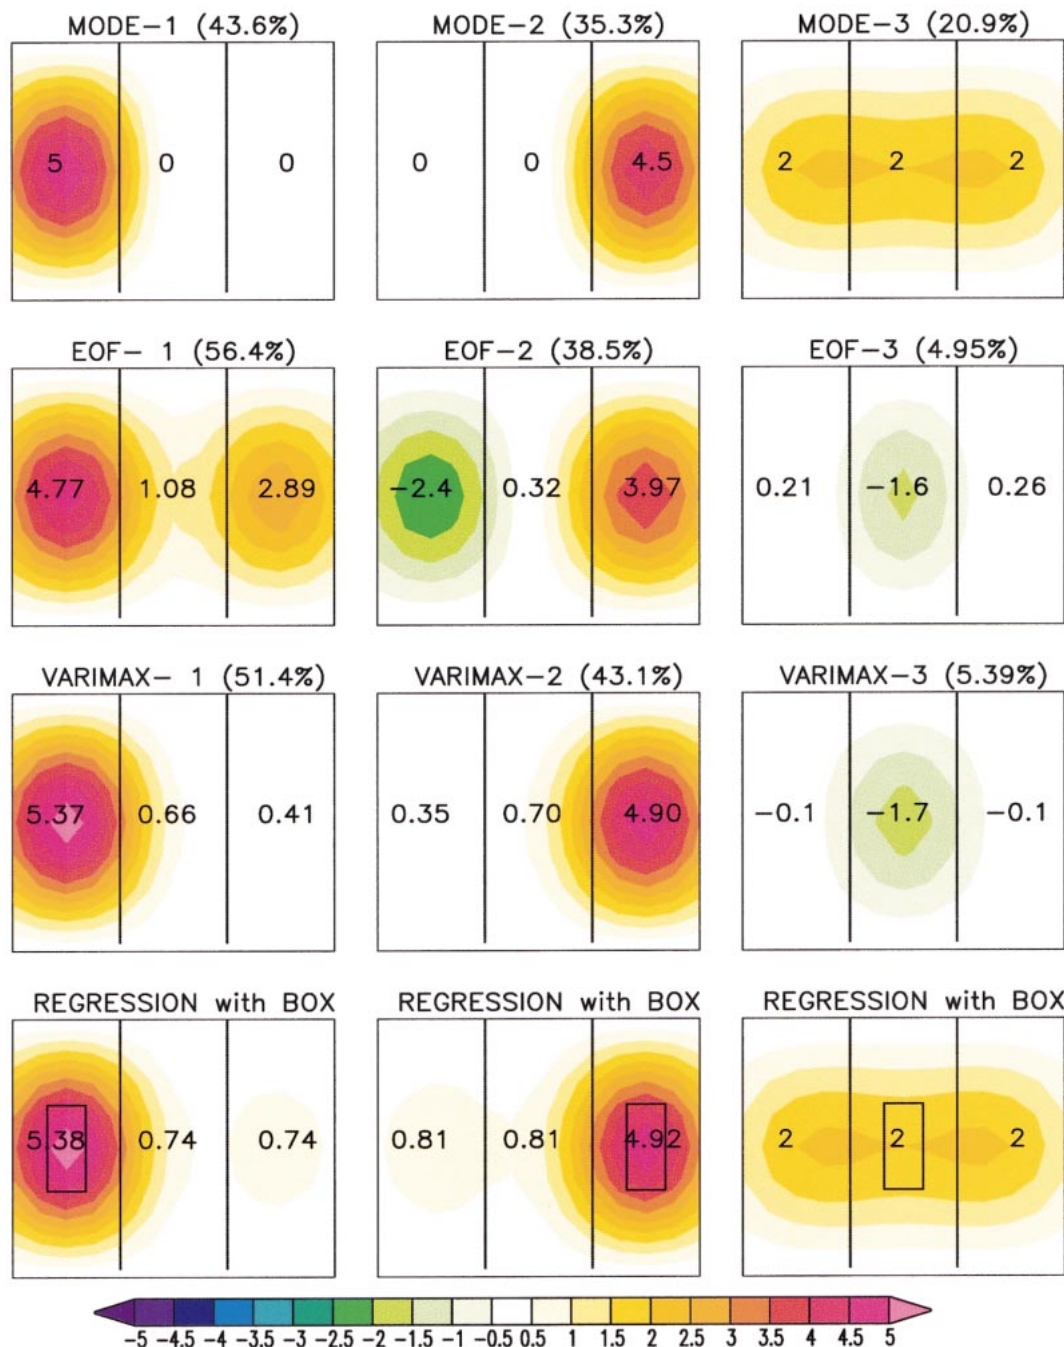 MODE-1 (43.6%) MODE-2 (35.3%) MODE-3 (20.9%)
5 0 0 0 0 4.5 2 2 2
EOF- 1 (56.4%) EOF-2 (38.5%) EOF-3 (4.95%)
4.77 1.08 2.89 -2.4 0.32 3.97 0.21 -1.6 0.26
VARIMAX- 1 (51.4%) VARIMAX-2 (43.1%) VARIMAX-3 (5.39%)
5.37 0.66 0.41 0.35 0.70 4.90 -0.1 -1.7 -0.1
REGRESSION with BOX REGRESSION with BOX REGRESSION with BOX
5.38 0.74 0.74 0.81 0.81 4.92 2 2 2
-5 -4.5 -4 -3.5 -3 -2.5 -2 -1.5 -1 -0.5 0.5 1 1.5 2 2.5 3 3.5 4 4.5 5